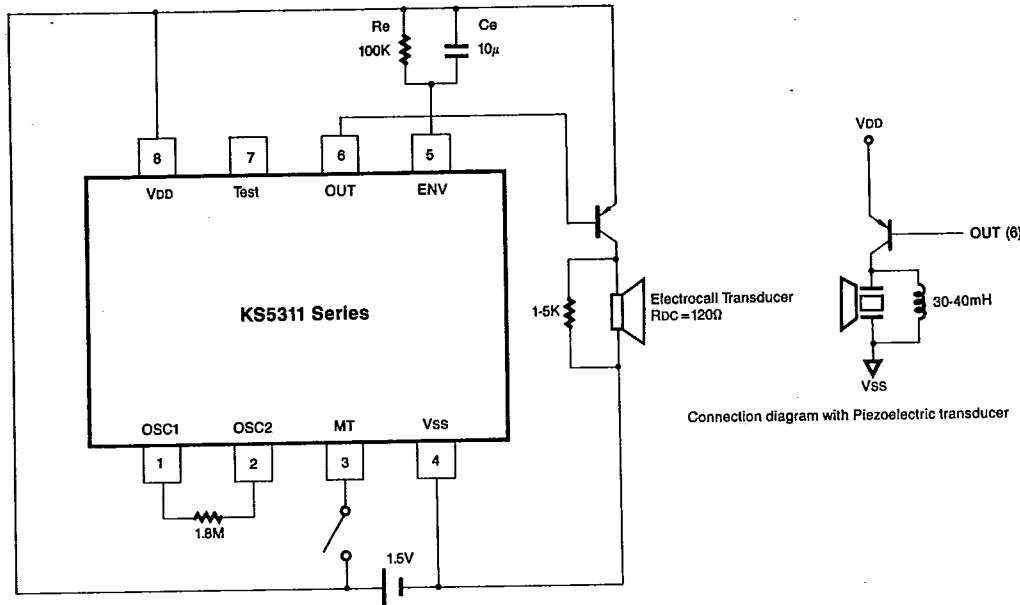 Re
100K
Ce
10µ
8
7
6
5
VDD
Test
OUT
ENV
KS5311 Series
1-5K
Electrocall Transducer
RDC=120Ω
OSC1
OSC2
MT
VSS
1
2
3
4
1.8M
1.5V
VDD
OUT (6)
30-40mH
VSS
Connection diagram with Piezoelectric transducer